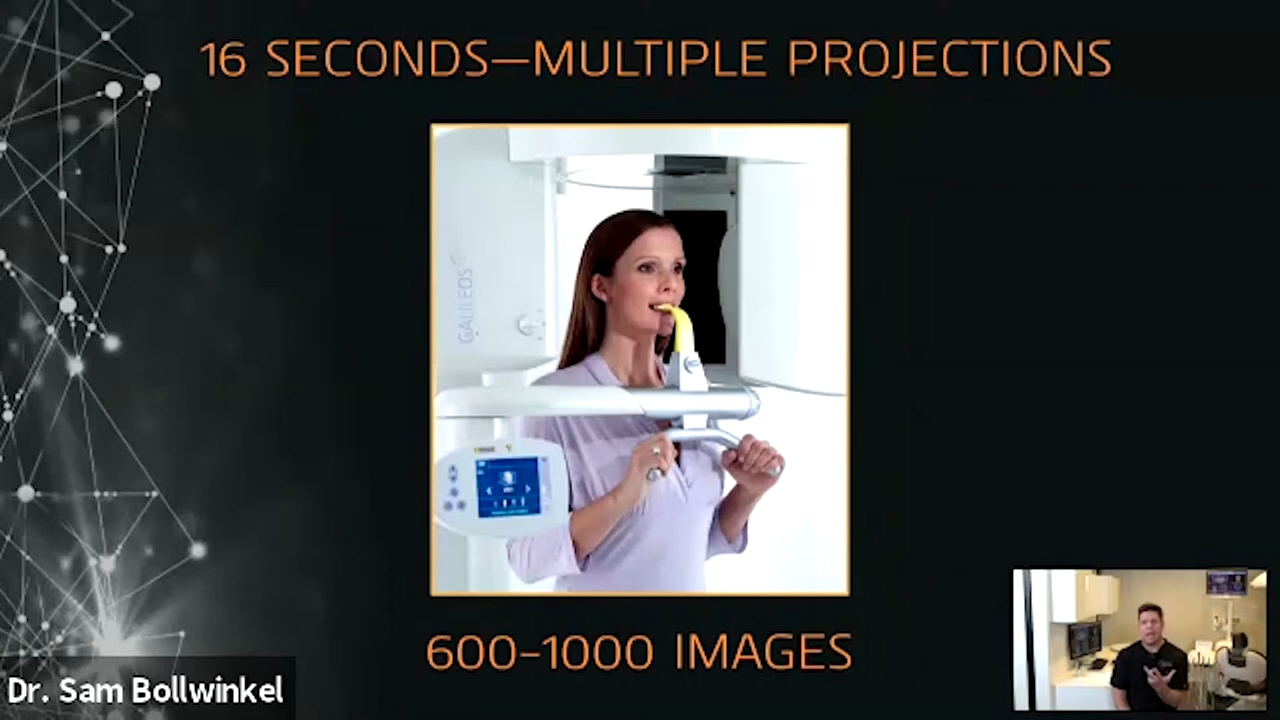 16 SECONDS—MULTIPLE PROJECTIONS
GALILEOS
600-1000 IMAGES
Dr. Sam Bollwinkel